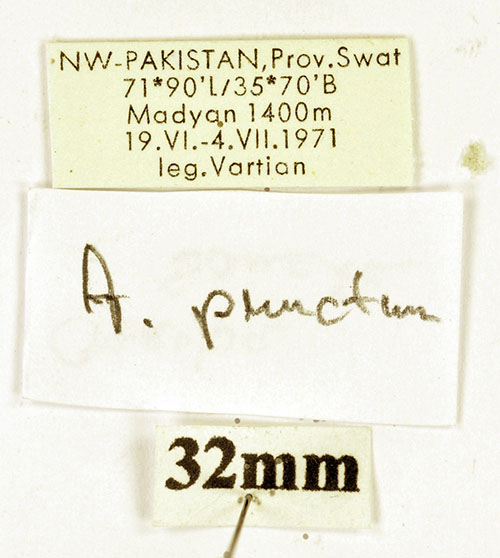 NW-PAKISTAN,Prov.Swat
71*90'L/35*70'B
Madyan 1400m
19.VI.-4.VII.1971
leg.Vartian
A. punctum
32mm